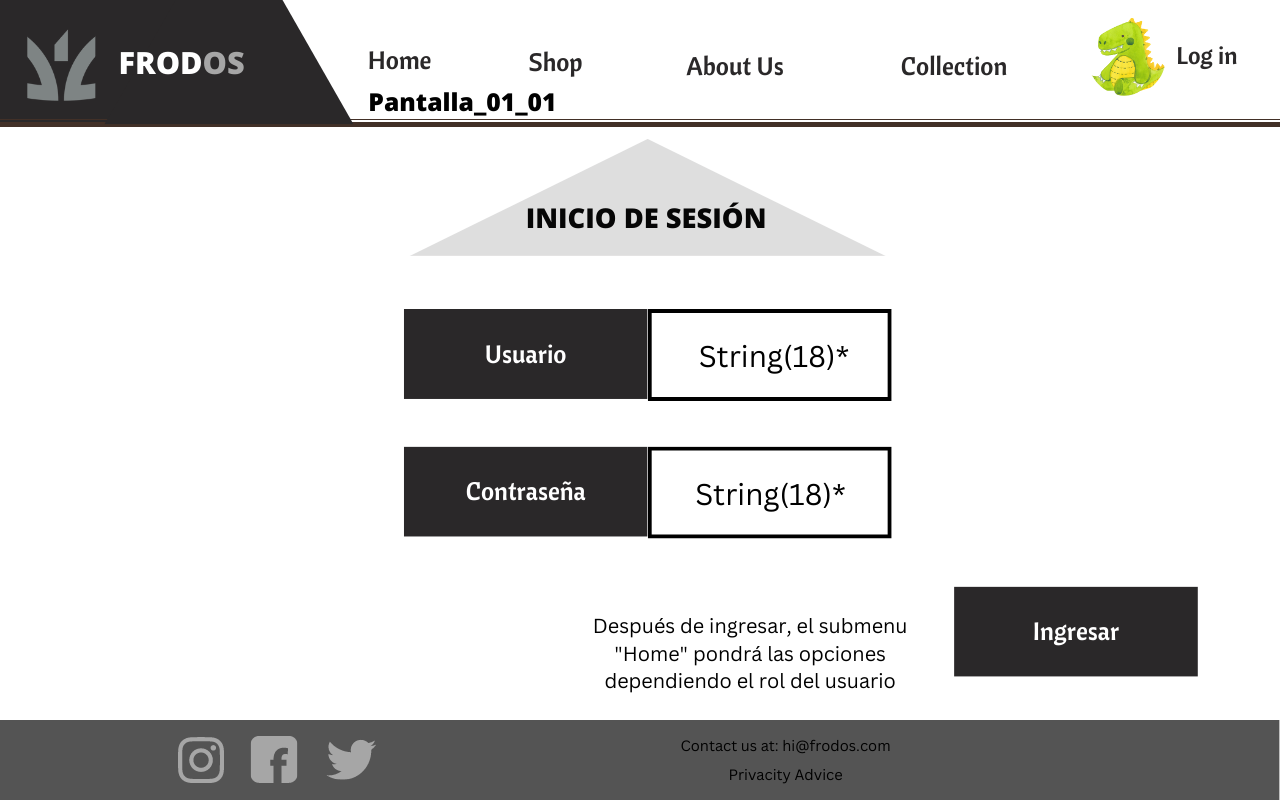 FRODOS
Home
Shop
About Us
Collection
Log in
Pantalla_01_01
INICIO DE SESIÓN
Usuario
String(18)*
Contraseña
String(18)*
Después de ingresar, el submenu
"Home" pondrá las opciones
dependiendo el rol del usuario
Ingresar
Contact us at: hi@frodos.com
Privacity Advice